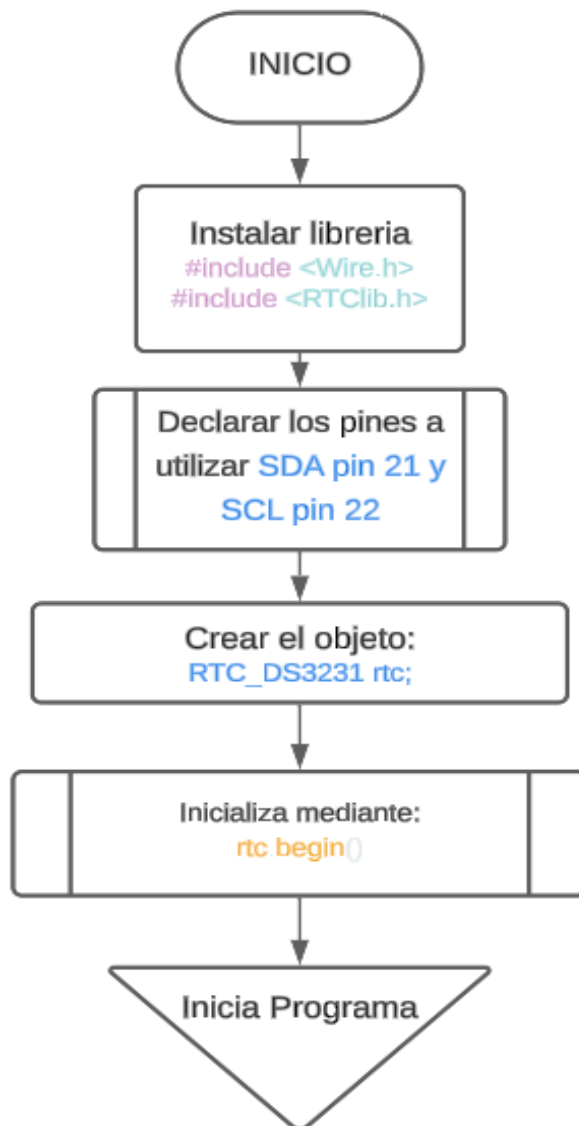 INICIO
Instalar libreria
#include <Wire.h>
#include <RTClib.h>
Declarar los pines a
utilizar SDA pin 21 y
SCL pin 22
Crear el objeto:
RTC_DS3231 rtc;
Inicializa mediante:
rtc.begin()
Inicia Programa